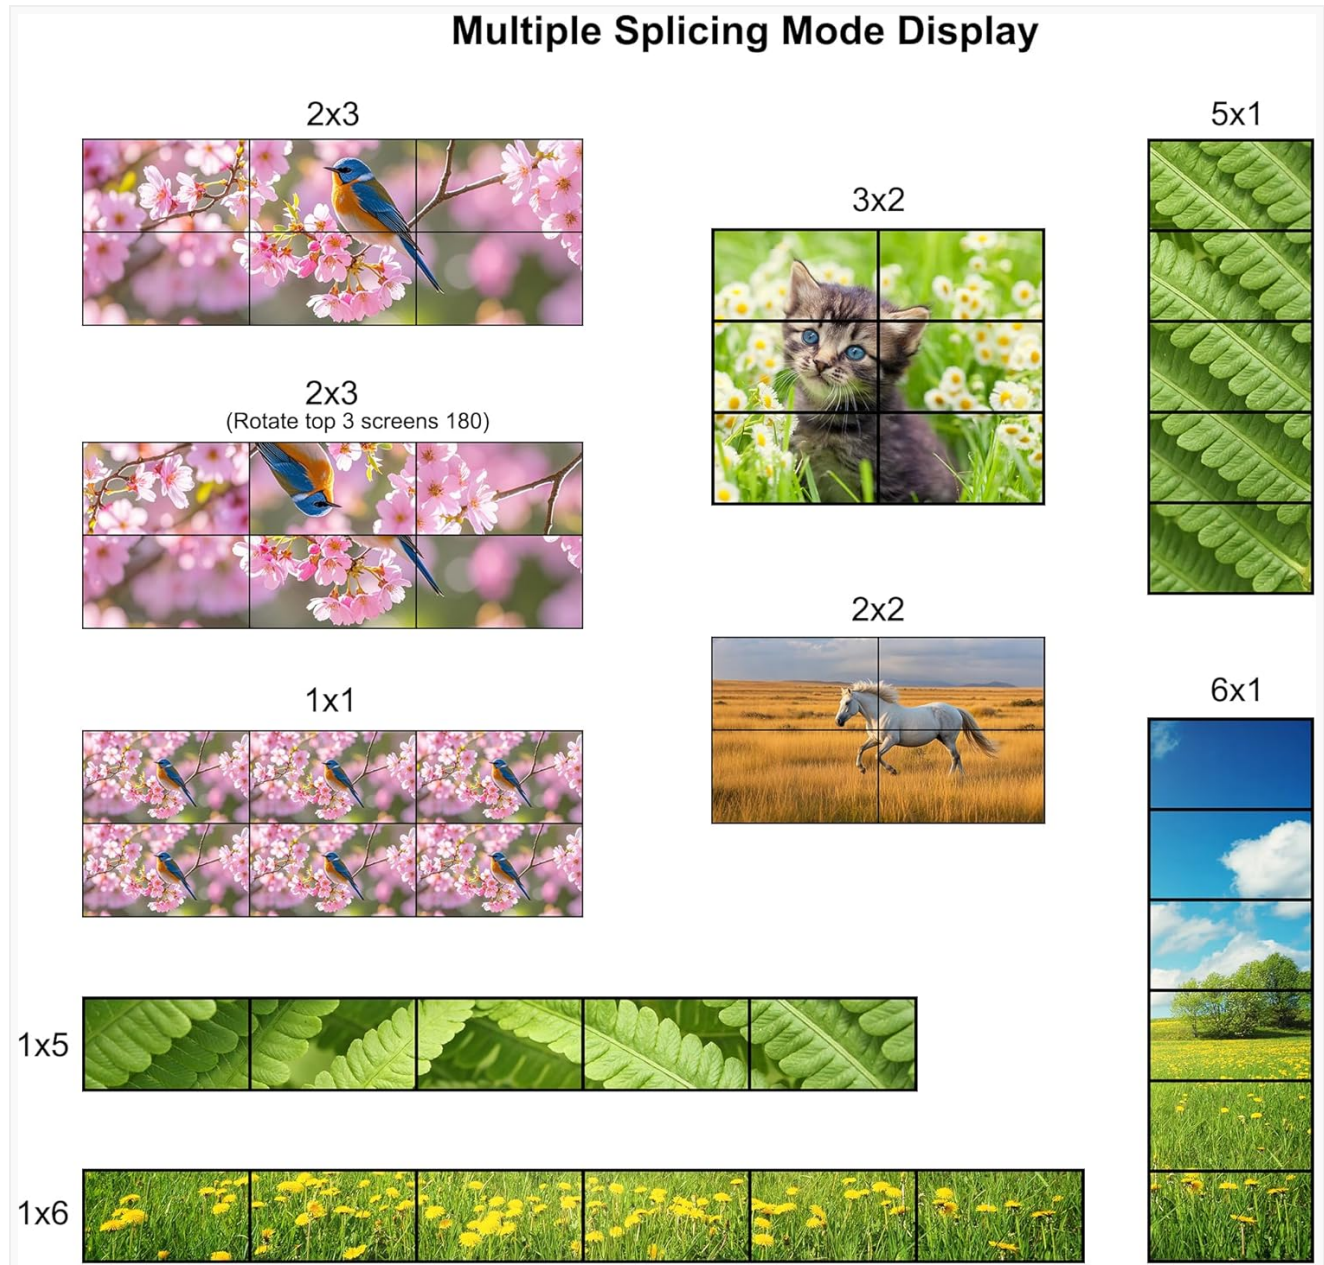 Multiple Splicing Mode Display
2x3
5x1
3x2
2x3
(Rotate top 3 screens 180)
2x2
1x1
6x1
1x5
1x6